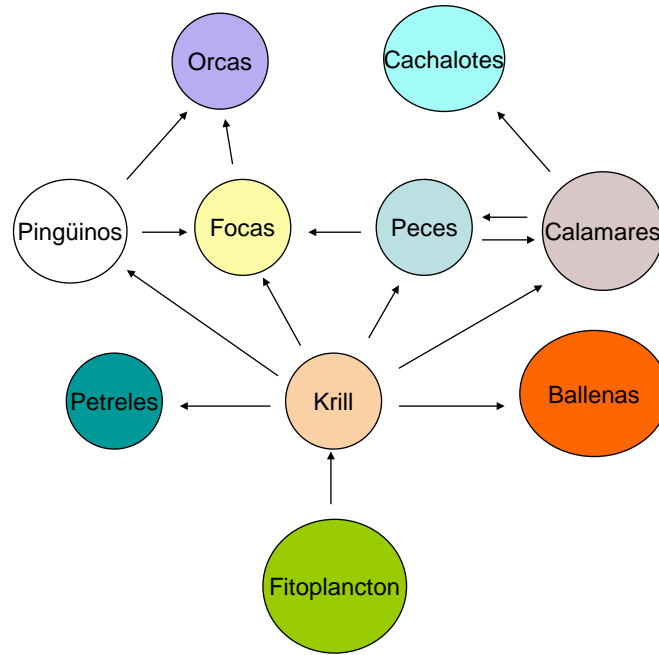 Orcas
Cachalotes
Pingüinos
Focas
Peces
Calamares
Petreles
Krill
Ballenas
Fitoplancton